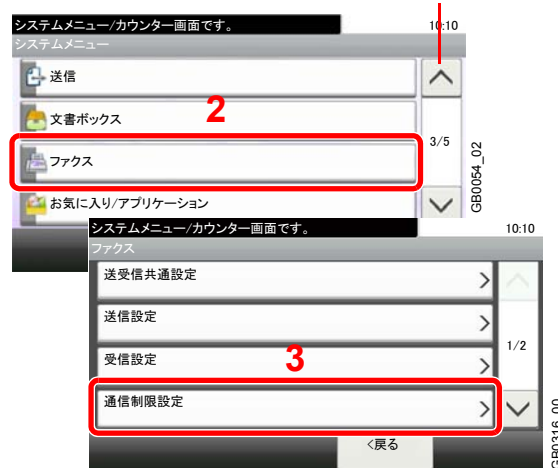 システムメニュー/カウンター画面です。
10:10
システムメニュー
送信
文書ボックス
2
3/5
ファクス
お気に入り/アプリケーション
GB0054_02
システムメニュー/カウンター画面です。
10:10
ファクス
送受信共通設定
送信設定
1/2
受信設定
3
通信制限設定
<戻る
GB0316_00